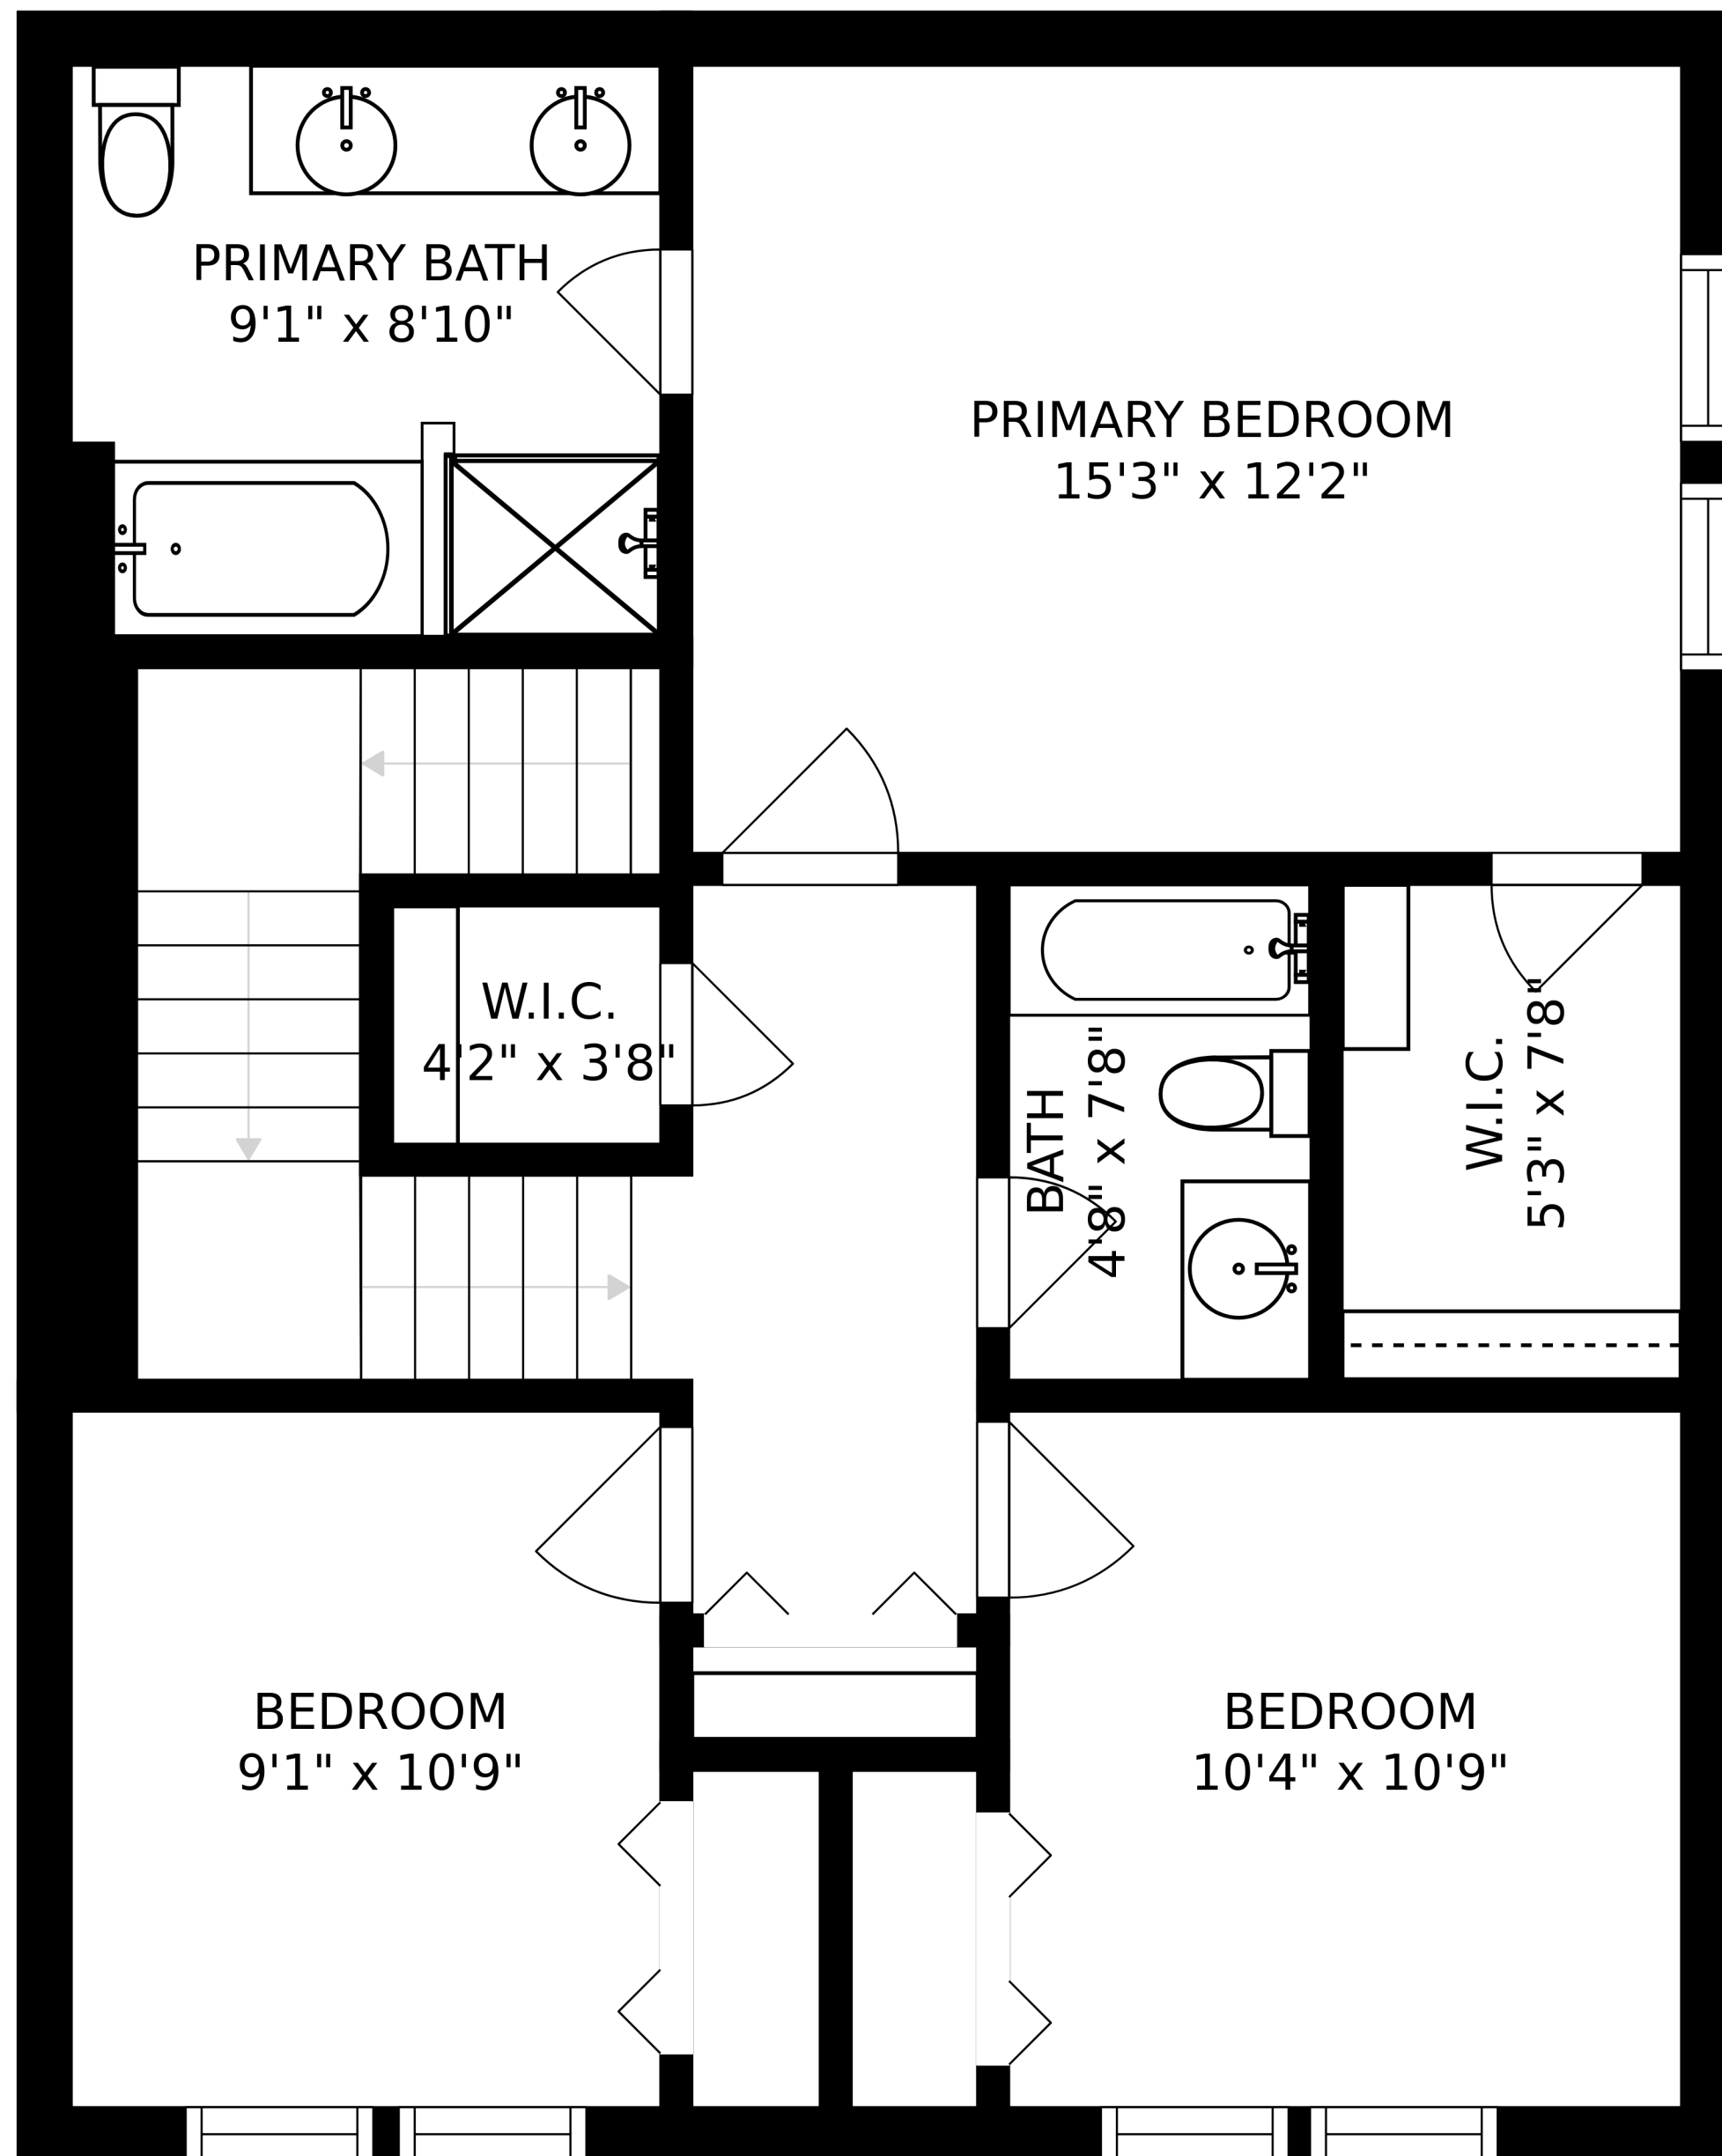 PRIMARY BATH
9'1" x 8'10"
PRIMARY BEDROOM
15'3" x 12'2"
W.I.C.
4'2" x 3'8"
BATH
4'8" x 7'8"
W.I.C.
5'3" x 7'8"
BEDROOM
9'1" x 10'9"
BEDROOM
10'4" x 10'9"